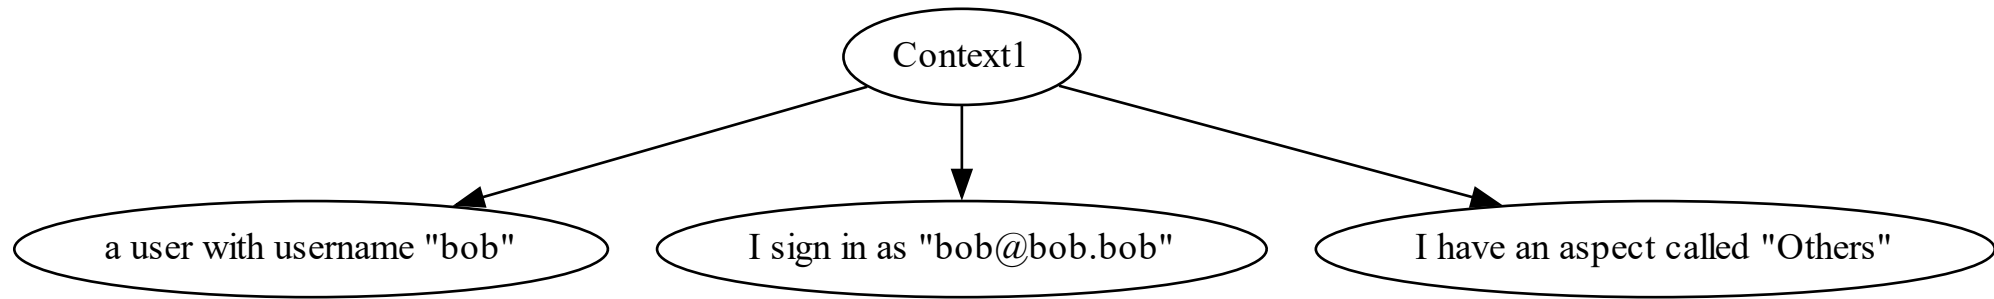 Context1
a user with username "bob"
I sign in as "bob@bob.bob"
I have an aspect called "Others"